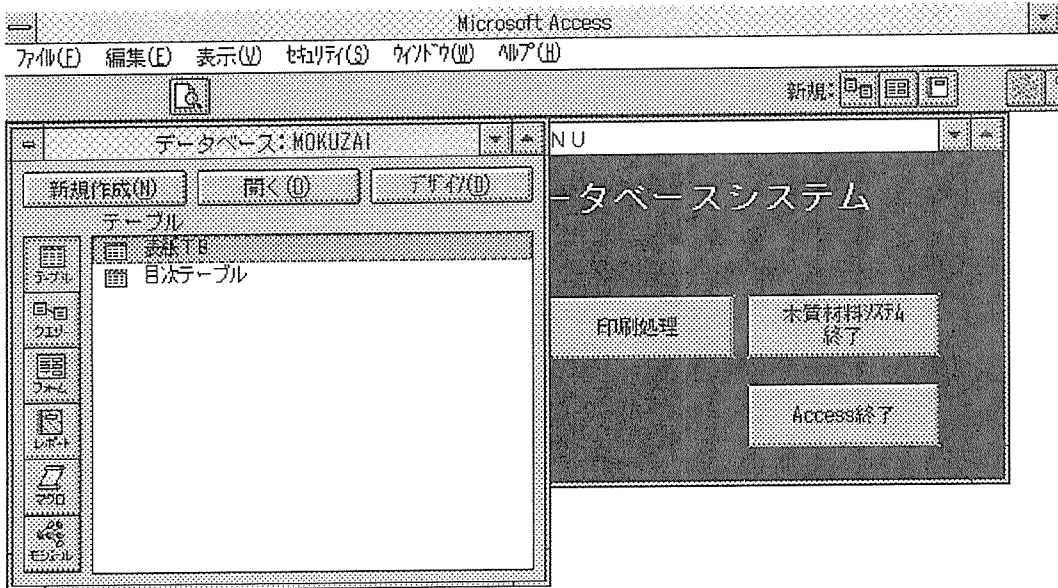 Microsoft Access
ファイル(F) 編集(E) 表示(V) セキュリティ(S) ウィンドウ(W) ヘルプ(H)
新規:
データベース: MOKUZAI
NU
新規作成(N) 開く(O) デザイン(D)
ータベースシステム
テーブル
表紙TB
目次テーブル
テーブル
クエリー
フォーム
レポート
マクロ
モジュール
印刷処理
木質材料システム
終了
Access終了